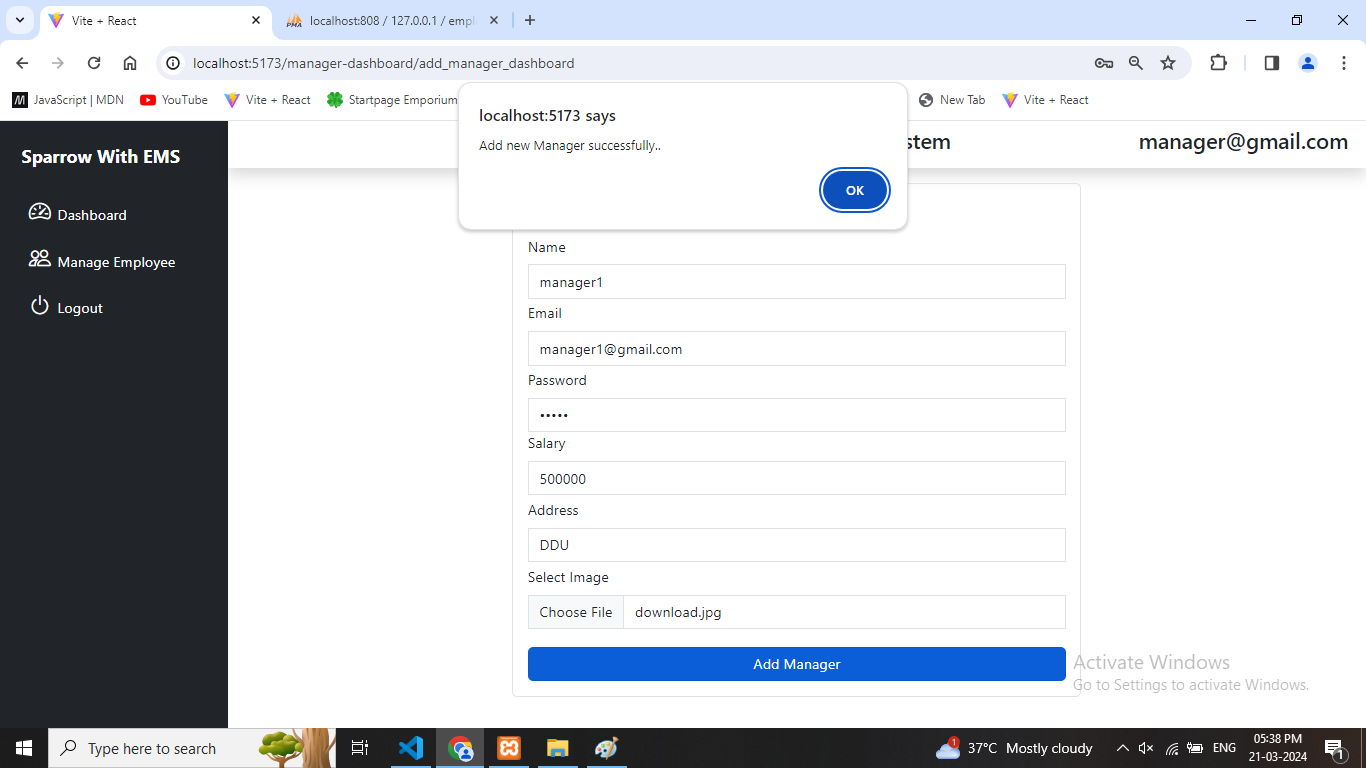 Vite + React
localhost:808 / 127.0.0.1 / empl
localhost:5173/manager-dashboard/add_manager_dashboard
JavaScript | MDN
YouTube
Vite + React
Startpage Emporium
New Tab
Vite + React
localhost:5173 says
Add new Manager successfully..
OK
Sparrow With EMS
stem
manager@gmail.com
Dashboard
Manage Employee
Logout
Name
manager1
Email
manager1@gmail.com
Password
•••••
Salary
500000
Address
DDU
Select Image
Choose File
download.jpg
Add Manager
Activate Windows
Go to Settings to activate Windows.
Type here to search
1
37°C Mostly cloudy
ENG
05:38 PM
21-03-2024
1